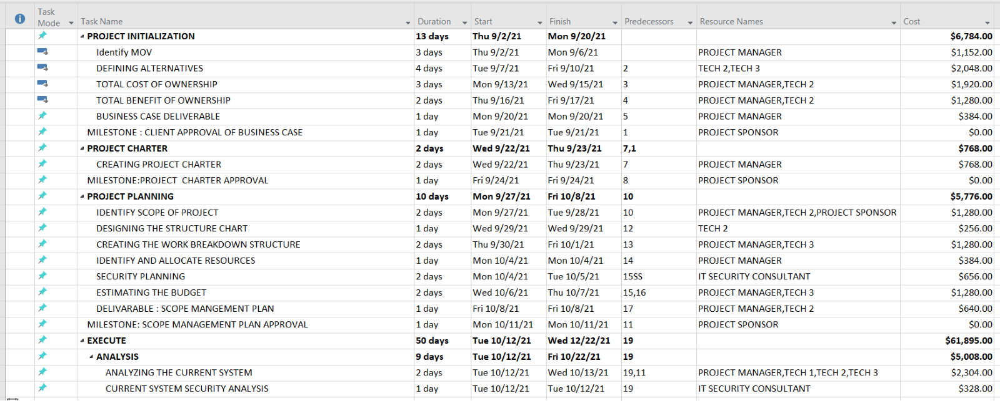 Task Mode Task Name Duration Start Finish Predecessors Resource Names Cost
PROJECT INITIALIZATION 13 days Thu 9/2/21 Mon 9/20/21 $6,784.00
Identify MOV 3 days Thu 9/2/21 Mon 9/6/21 PROJECT MANAGER $1,152.00
DEFINING ALTERNATIVES 4 days Tue 9/7/21 Fri 9/10/21 2 TECH 2,TECH 3 $2,048.00
TOTAL COST OF OWNERSHIP 3 days Mon 9/13/21 Wed 9/15/21 3 PROJECT MANAGER,TECH 2 $1,920.00
TOTAL BENEFIT OF OWNERSHIP 2 days Thu 9/16/21 Fri 9/17/21 4 PROJECT MANAGER,TECH 2 $1,280.00
BUSINESS CASE DELIVERABLE 1 day Mon 9/20/21 Mon 9/20/21 5 PROJECT MANAGER $384.00
MILESTONE : CLIENT APPROVAL OF BUSINESS CASE 1 day Tue 9/21/21 Tue 9/21/21 1 PROJECT SPONSOR $0.00
PROJECT CHARTER 2 days Wed 9/22/21 Thu 9/23/21 7,1 $768.00
CREATING PROJECT CHARTER 2 days Wed 9/22/21 Thu 9/23/21 7 PROJECT MANAGER $768.00
MILESTONE:PROJECT CHARTER APPROVAL 1 day Fri 9/24/21 Fri 9/24/21 8 PROJECT SPONSOR $0.00
PROJECT PLANNING 10 days Mon 9/27/21 Fri 10/8/21 10 $5,776.00
IDENTIFY SCOPE OF PROJECT 2 days Mon 9/27/21 Tue 9/28/21 10 PROJECT MANAGER,TECH 2,PROJECT SPONSOR $1,280.00
DESIGNING THE STRUCTURE CHART 1 day Wed 9/29/21 Wed 9/29/21 12 TECH 2 $256.00
CREATING THE WORK BREAKDOWN STRUCTURE 2 days Thu 9/30/21 Fri 10/1/21 13 PROJECT MANAGER,TECH 3 $1,280.00
IDENTIFY AND ALLOCATE RESOURCES 1 day Mon 10/4/21 Mon 10/4/21 14 PROJECT MANAGER $384.00
SECURITY PLANNING 2 days Mon 10/4/21 Tue 10/5/21 15SS IT SECURITY CONSULTANT $656.00
ESTIMATING THE BUDGET 2 days Wed 10/6/21 Thu 10/7/21 15,16 PROJECT MANAGER,TECH 3 $1,280.00
DELIVARABLE : SCOPE MANGEMENT PLAN 1 day Fri 10/8/21 Fri 10/8/21 17 PROJECT MANAGER,TECH 2 $640.00
MILESTONE: SCOPE MANAGEMENT PLAN APPROVAL 1 day Mon 10/11/21 Mon 10/11/21 11 PROJECT SPONSOR $0.00
EXECUTE 50 days Tue 10/12/21 Wed 12/22/21 19 $61,895.00
ANALYSIS 9 days Tue 10/12/21 Fri 10/22/21 19 $5,008.00
ANALYZING THE CURRENT SYSTEM 2 days Tue 10/12/21 Wed 10/13/21 19,11 PROJECT MANAGER,TECH 1,TECH 2,TECH 3 $2,304.00
CURRENT SYSTEM SECURITY ANALYSIS 1 day Tue 10/12/21 Tue 10/12/21 19 IT SECURITY CONSULTANT $328.00